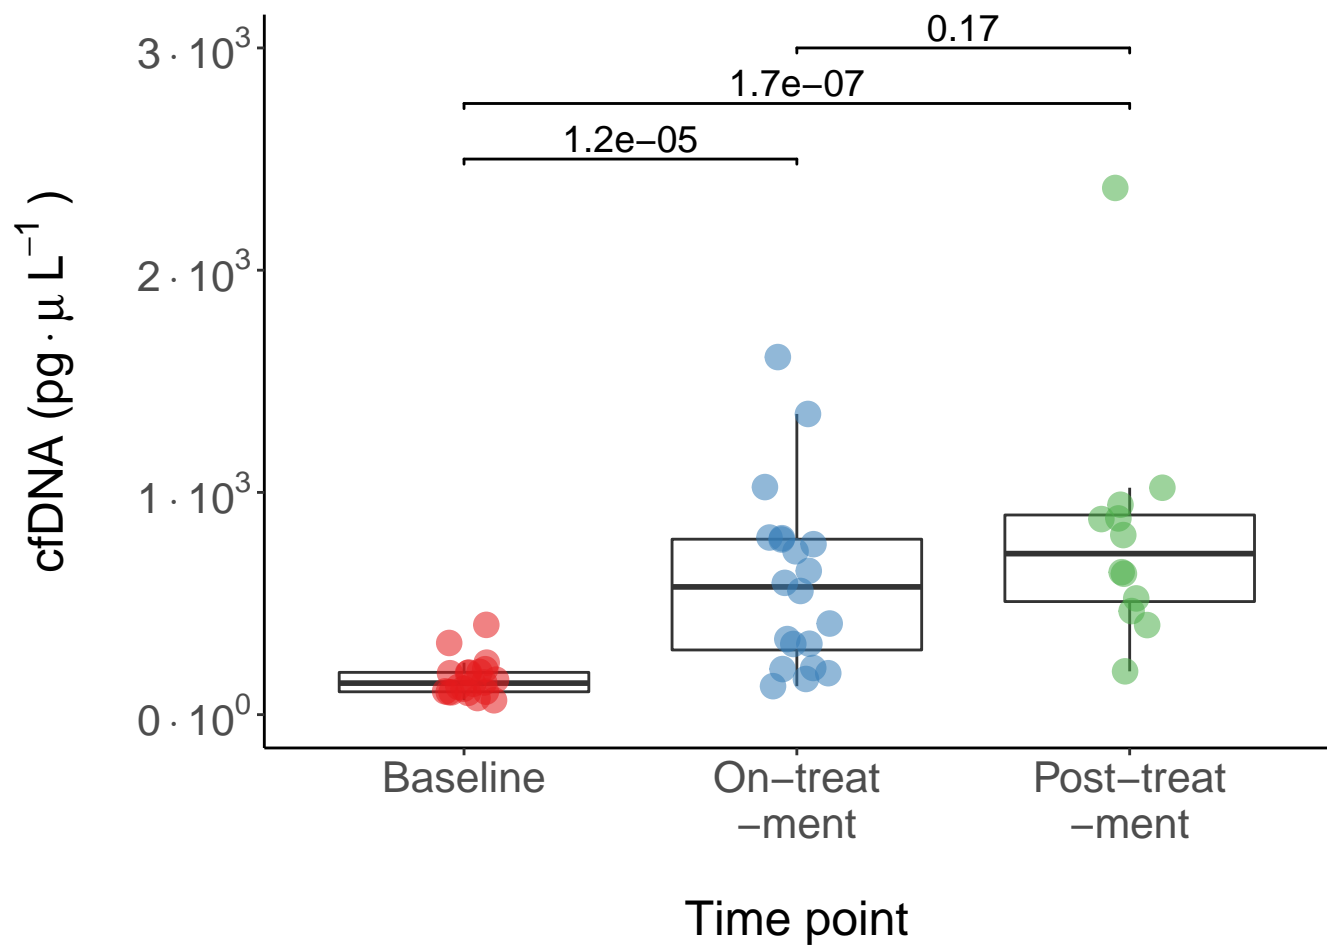 cfDNA (pg · μ L⁻¹ )
3 · 10³
2 · 10³
1 · 10³
0 · 10⁰
0.17
1.7e−07
1.2e−05
Baseline
On−treat
−ment
Post−treat
−ment
Time point